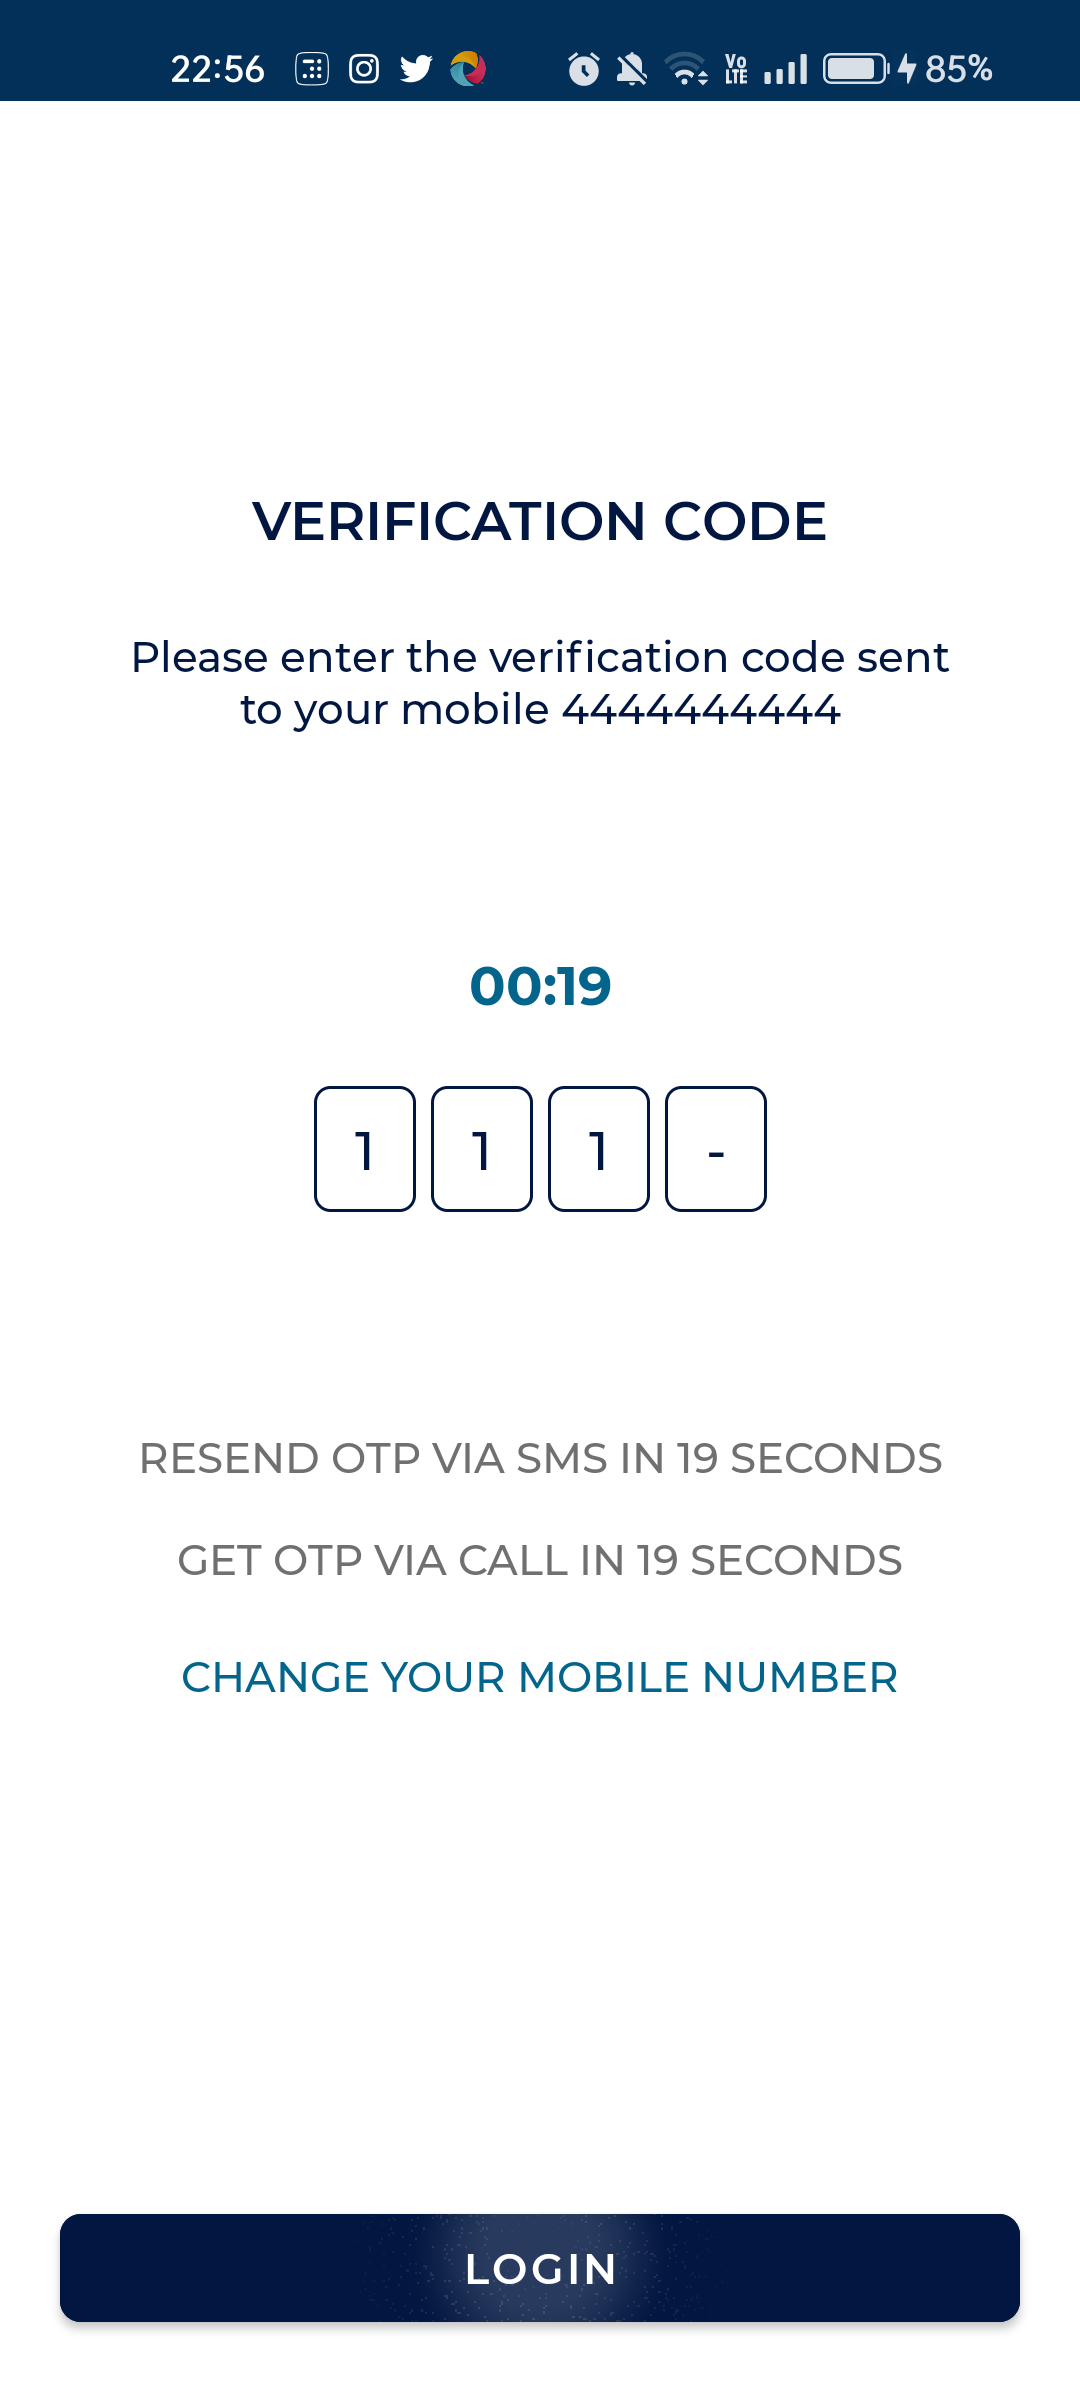 22:56 Vo LTE 85%
VERIFICATION CODE
Please enter the verification code sent
to your mobile 4444444444
00:19
1 1 1 -
RESEND OTP VIA SMS IN 19 SECONDS
GET OTP VIA CALL IN 19 SECONDS
CHANGE YOUR MOBILE NUMBER
LOGIN